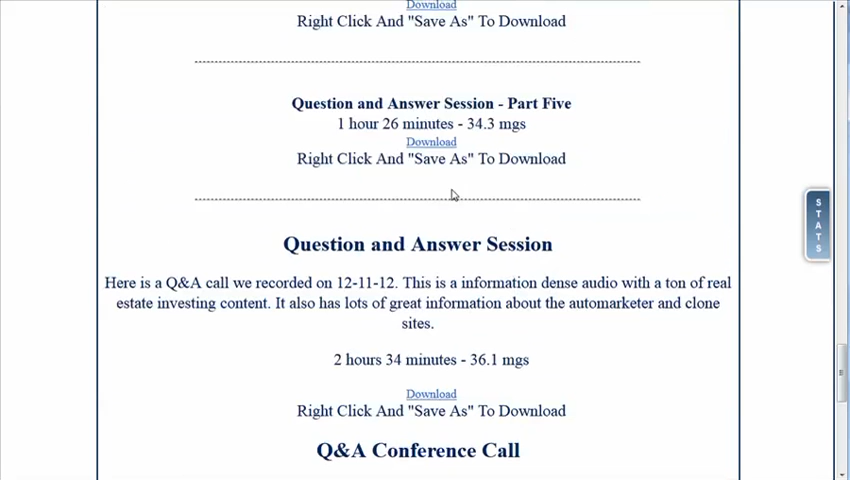 Download
Right Click And "Save As" To Download
Question and Answer Session - Part Five
1 hour 26 minutes - 34.3 mgs
Download
Right Click And "Save As" To Download
Question and Answer Session
Here is a Q&A call we recorded on 12-11-12. This is a information dense audio with a ton of real
estate investing content. It also has lots of great information about the automarketer and clone
sites.
2 hours 34 minutes - 36.1 mgs
Download
Right Click And "Save As" To Download
Q&A Conference Call
STATS